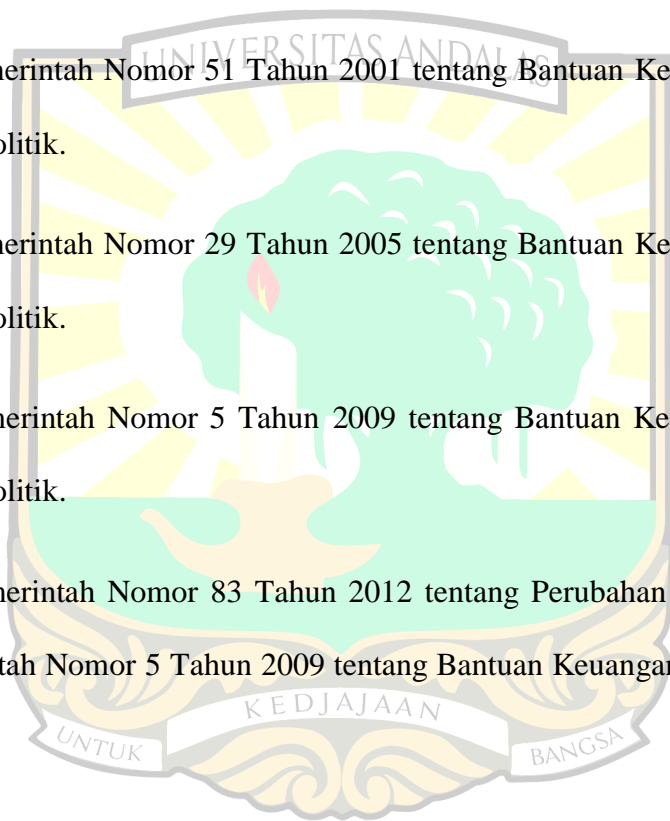 UNIVERSITAS ANDALAS
merintah Nomor 51 Tahun 2001 tentang Bantuan Ke
olitik.
merintah Nomor 29 Tahun 2005 tentang Bantuan Ke
olitik.
merintah Nomor 5 Tahun 2009 tentang Bantuan Ke
olitik.
merintah Nomor 83 Tahun 2012 tentang Perubahan
ntah Nomor 5 Tahun 2009 tentang Bantuan Keuangan
UNTUK KEDJAJAAN BANGSA